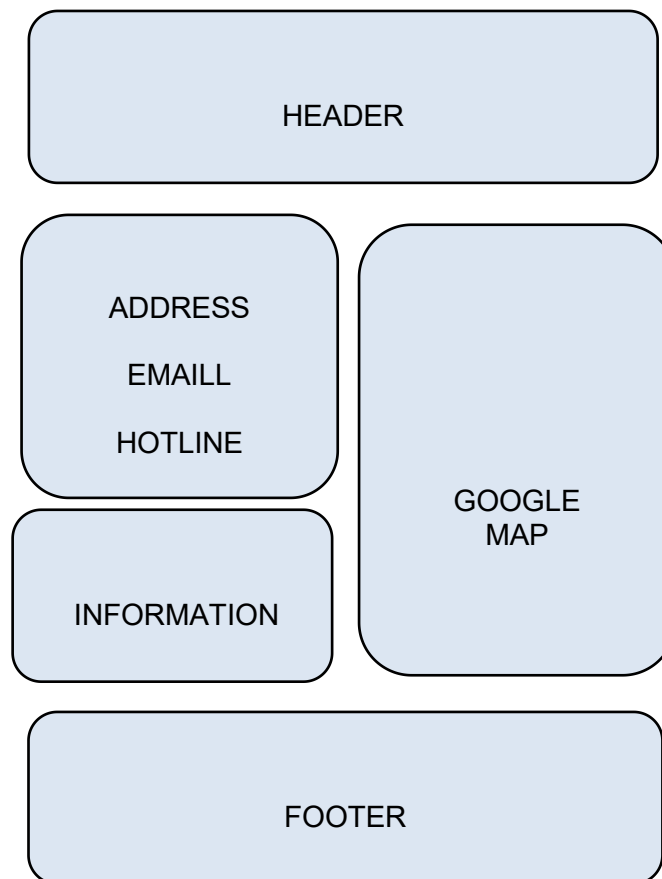 HEADER
ADDRESS
EMAILL
HOTLINE
GOOGLE
MAP
INFORMATION
FOOTER